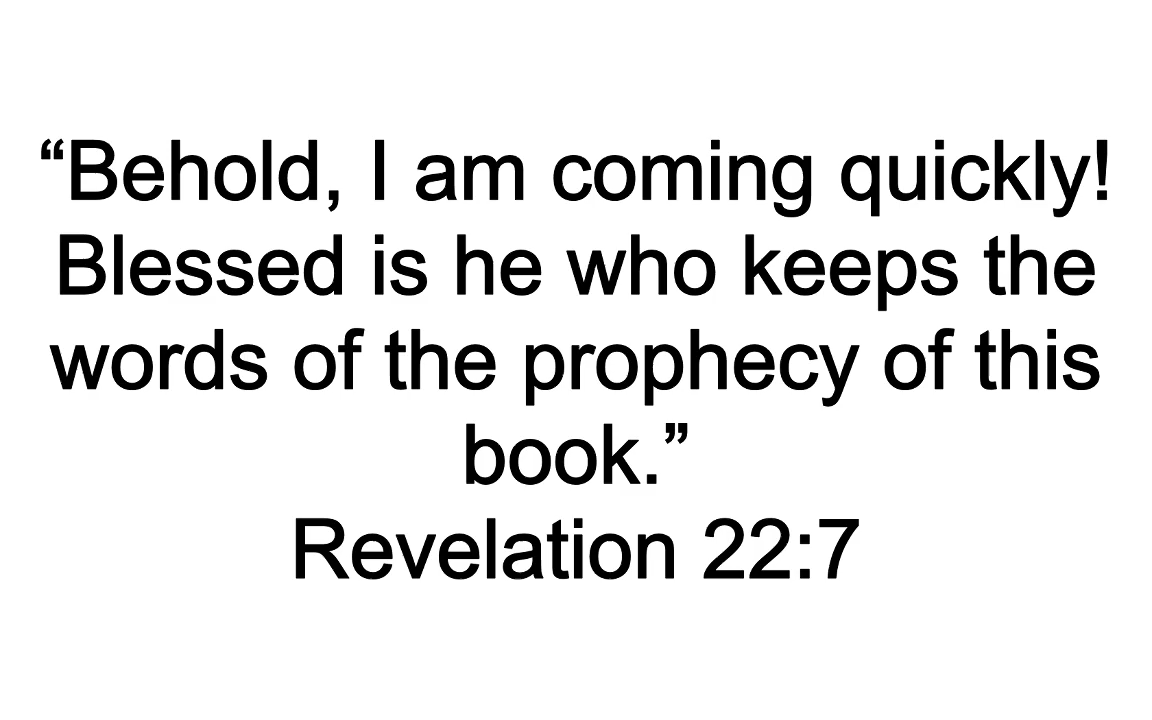 “Behold, I am coming quickly!
Blessed is he who keeps the
words of the prophecy of this
book.”
Revelation 22:7